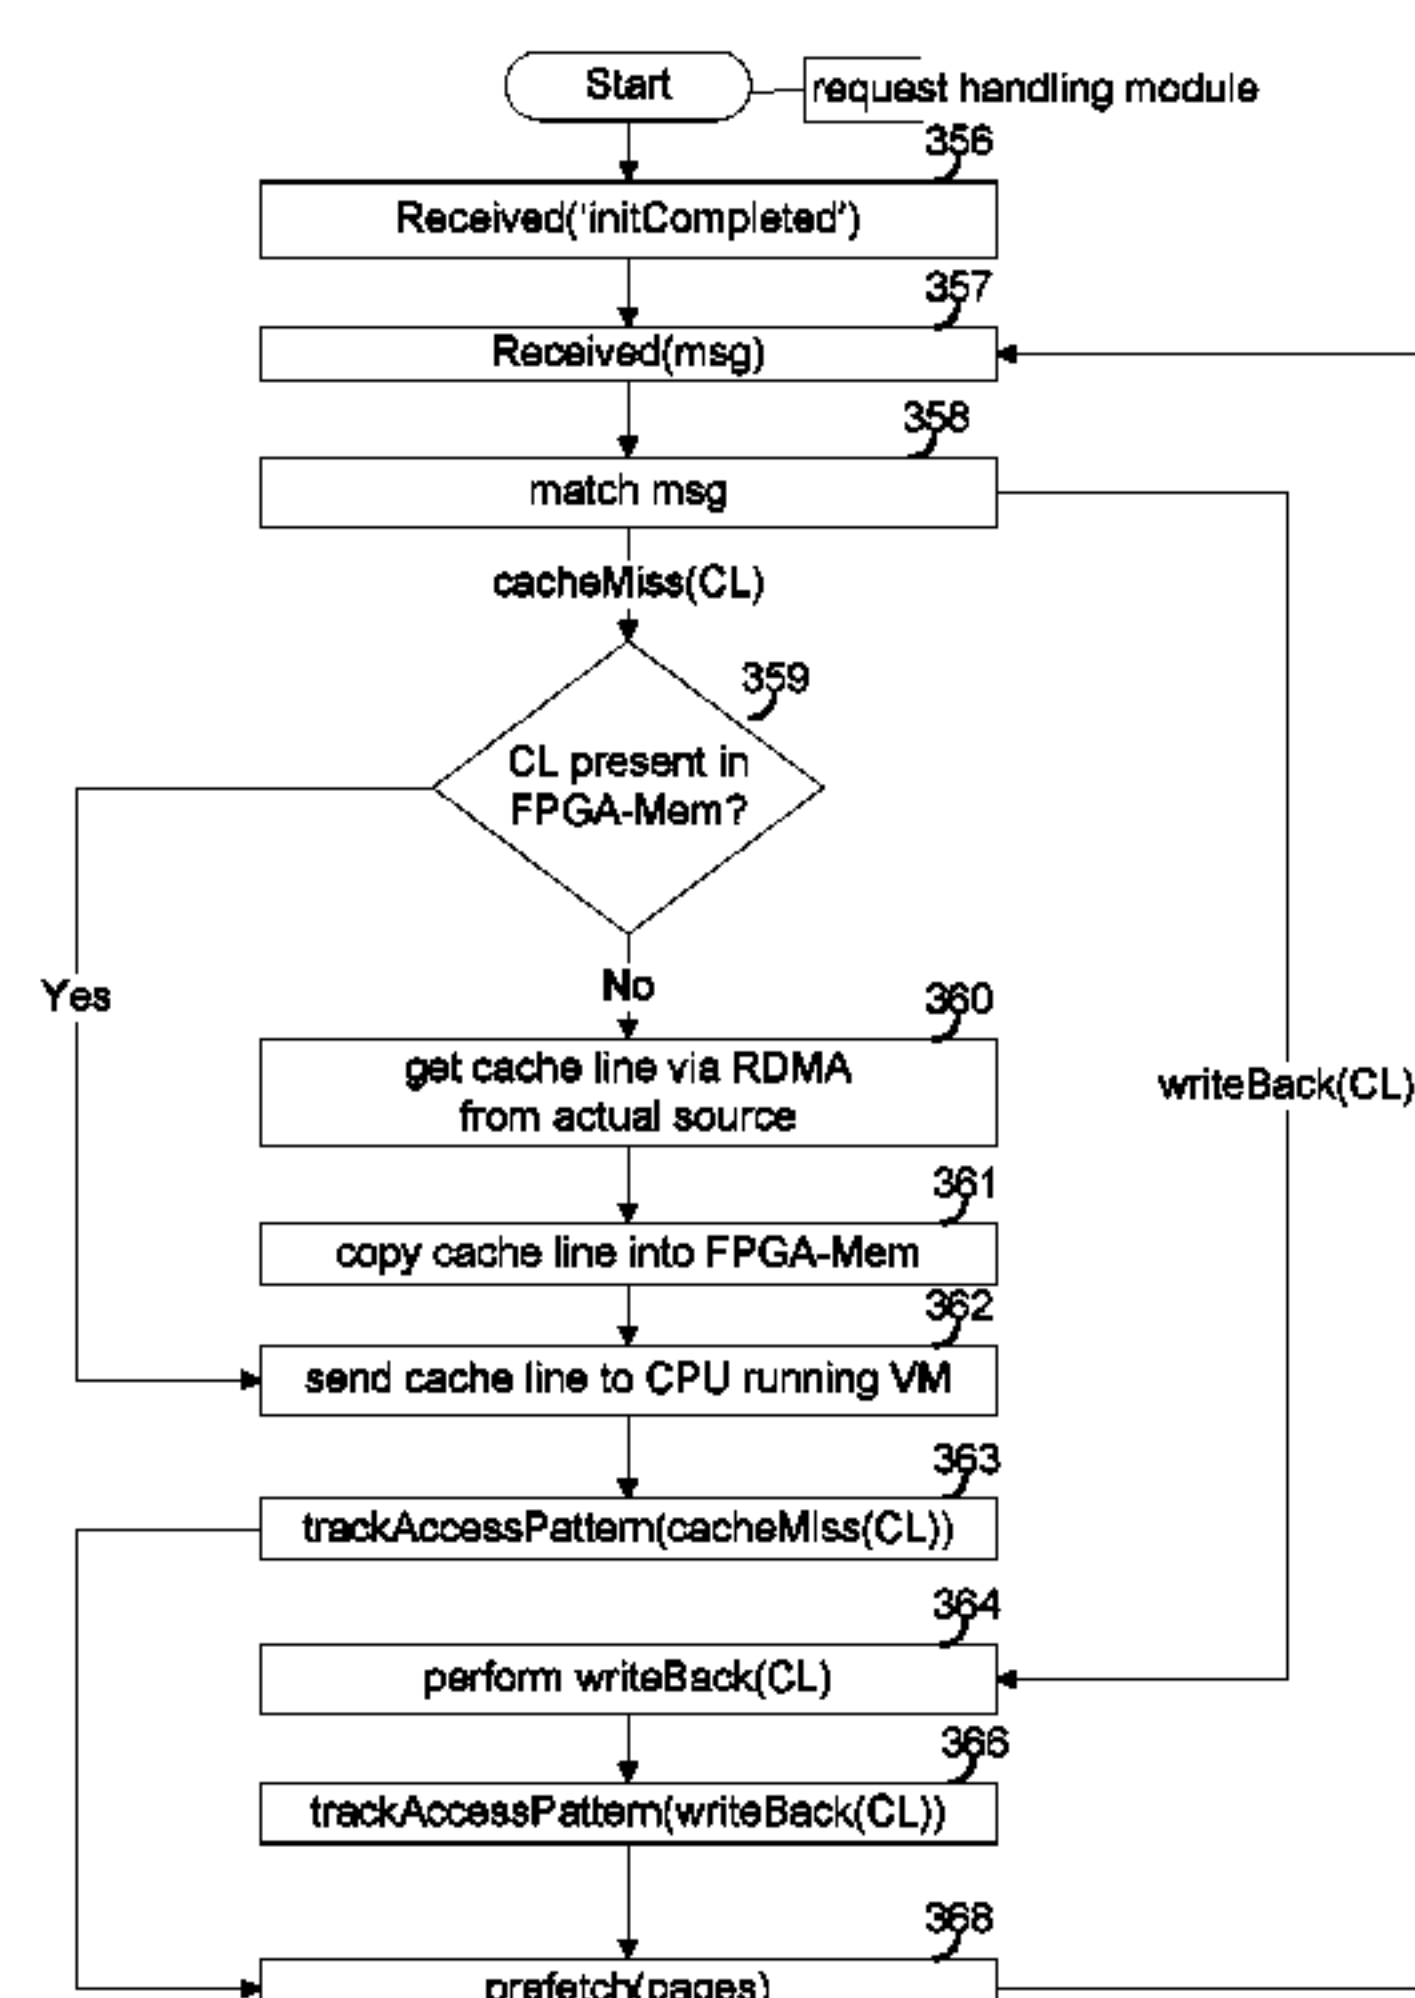 Start
request handling module
356
Received('initCompleted')
357
Received(msg)
358
match msg
cacheMiss(CL)
359
CL present in
FPGA-Mem?
Yes
No
360
get cache line via RDMA
from actual source
writeBack(CL)
361
copy cache line into FPGA-Mem
362
send cache line to CPU running VM
363
trackAccessPattern(cacheMiss(CL))
364
perform writeBack(CL)
366
trackAccessPattern(writeBack(CL))
368
prefetch(pages)